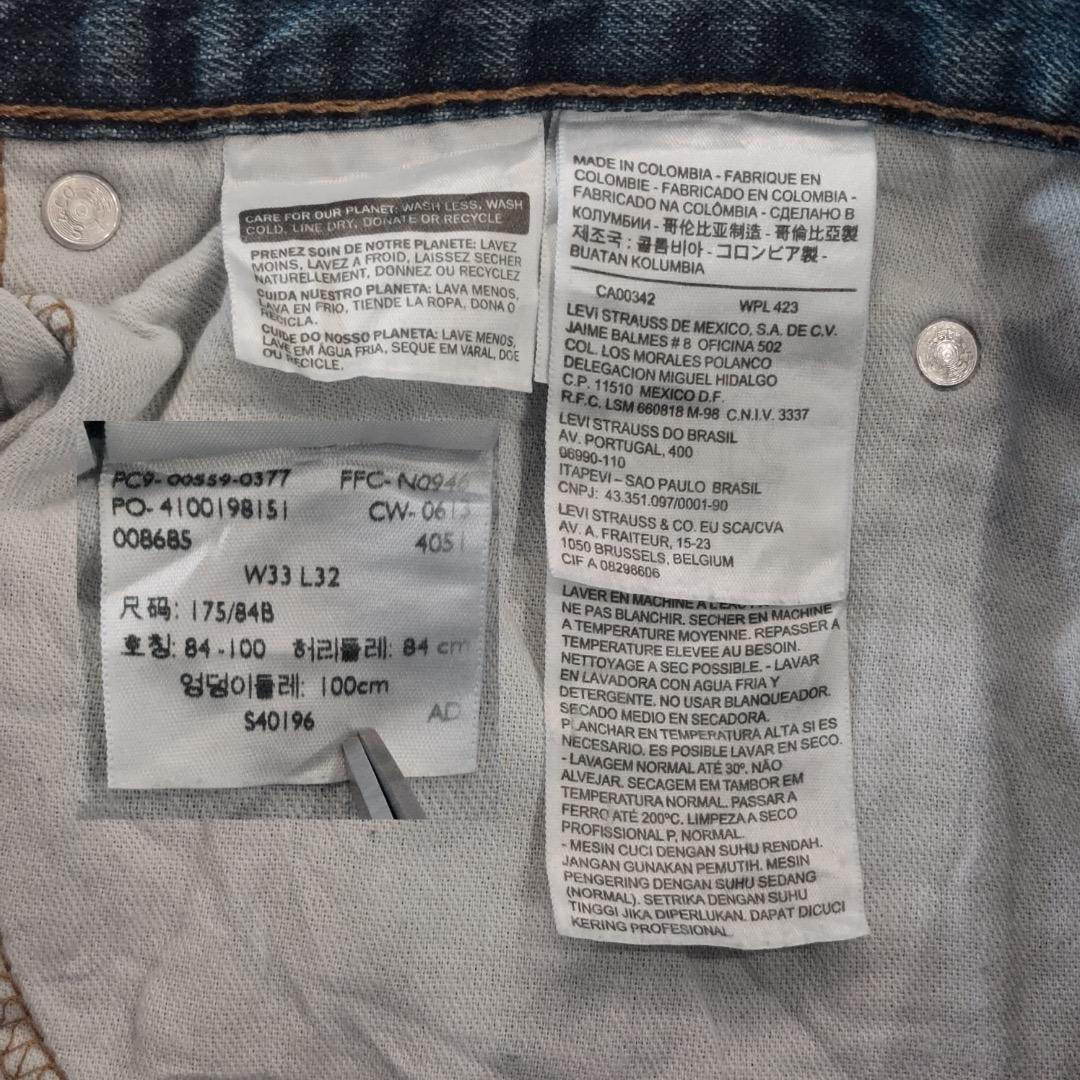 CARE FOR OUR PLANET: WASH LESS, WASH
COLD, LINE DRY, DONATE OR RECYCLE
PRENEZ SOIN DE NOTRE PLANETE: LAVEZ
MOINS, LAVEZ A FROID, LAISSEZ SECHER
NATURELLEMENT, DONNEZ OU RECYCLEZ
CUIDA NUESTRO PLANETA: LAVA MENOS,
LAVA EN FRIO, TIENDE LA ROPA, DONA O
RECICLA.
CUIDE DO NOSSO PLANETA: LAVE MENOS,
LAVE EM ÁGUA FRIA, SEQUE EM VARAL, DOE
OU RECICLE.
PC9-00559-0377 FFC-N0946
PO-4100198151 CW-0613
008685 4051
W33 L32
尺码: 175/84B
호칭: 84-100 허리둘레: 84 cm
엉덩이둘레: 100cm
S40196 AD
MADE IN COLOMBIA - FABRIQUE EN
COLOMBIE - FABRICADO EN COLOMBIA -
FABRICADO NA COLÔMBIA - СДЕЛАНО В
КОЛУМБИИ - 哥伦比亚制造 - 哥倫比亞製
제조국 : 콜롬비아 - コロンビア製 -
BUATAN KOLUMBIA
CA00342 WPL 423
LEVI STRAUSS DE MEXICO, S.A. DE C.V.
JAIME BALMES # 8 OFICINA 502
COL. LOS MORALES POLANCO
DELEGACION MIGUEL HIDALGO
C.P. 11510 MEXICO D.F.
R.F.C. LSM 660818 M-98 C.N.I.V. 3337
LEVI STRAUSS DO BRASIL
AV. PORTUGAL, 400
06990-110
ITAPEVI – SAO PAULO BRASIL
CNPJ: 43.351.097/0001-90
LEVI STRAUSS & CO. EU SCA/CVA
AV. A. FRAITEUR, 15-23
1050 BRUSSELS, BELGIUM
CIF A 08298606
LAVER EN MACHINE A L'EAU
NE PAS BLANCHIR. SECHER EN MACHINE
A TEMPERATURE MOYENNE. REPASSER A
TEMPERATURE ELEVEE AU BESOIN.
NETTOYAGE A SEC POSSIBLE. - LAVAR
EN LAVADORA CON AGUA FRIA Y
DETERGENTE. NO USAR BLANQUEADOR.
SECADO MEDIO EN SECADORA.
PLANCHAR EN TEMPERATURA ALTA SI ES
NECESARIO. ES POSIBLE LAVAR EN SECO.
- LAVAGEM NORMAL ATÉ 30º. NÃO
ALVEJAR. SECAGEM EM TAMBOR EM
TEMPERATURA NORMAL. PASSAR A
FERRO ATÉ 200ºC. LIMPEZA A SECO
PROFISSIONAL P, NORMAL.
- MESIN CUCI DENGAN SUHU RENDAH.
JANGAN GUNAKAN PEMUTIH. MESIN
PENGERING DENGAN SUHU SEDANG
(NORMAL). SETRIKA DENGAN SUHU
TINGGI JIKA DIPERLUKAN. DAPAT DICUCI
KERING PROFESIONAL